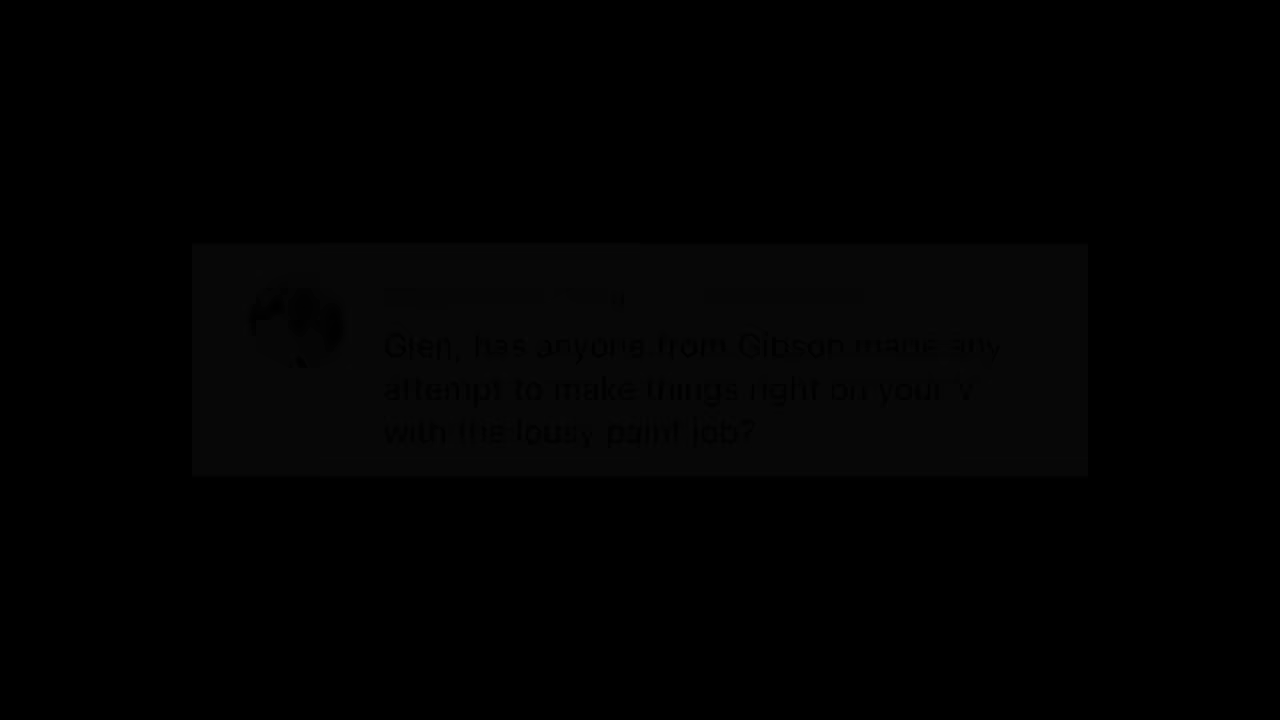 Glen, has anyone from Gibson made any
attempt to make things right on your V
with the lousy paint job?